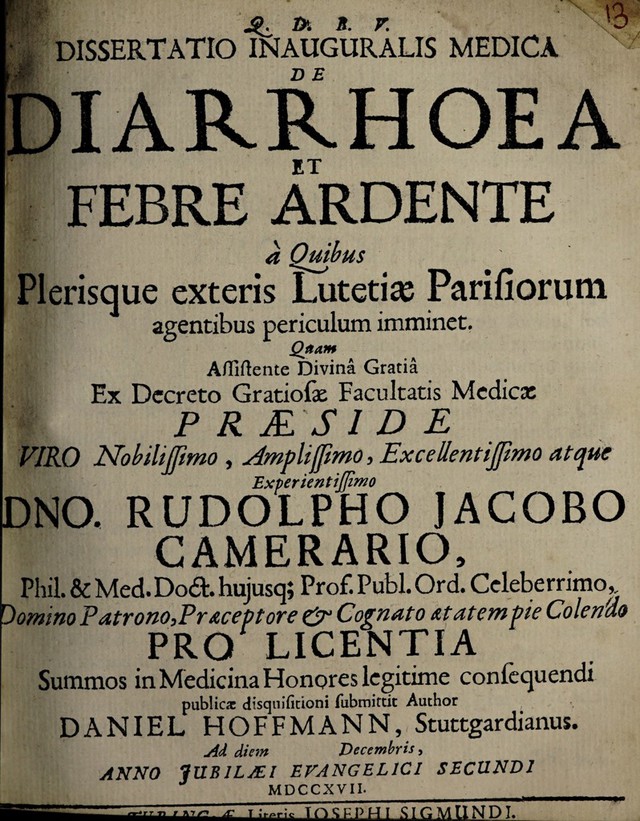 13
Q. D. B. V.
DISSERTATIO INAUGURALIS MEDICA
DE
DIARRHOEA
ET
FEBRE ARDENTE
à Quibus
Plerisque exteris Lutetiæ Pariſiorum
agentibus periculum imminet.
Quam
Aſſiſtente Divinâ Gratiâ
Ex Decreto Gratioſæ Facultatis Medicæ
PRÆSIDE
VIRO Nobiliſſimo, Ampliſſimo, Excellentiſſimo atque
Experientiſſimo
DNO. RUDOLPHO JACOBO
CAMERARIO,
Phil. & Med. Doct. hujusq; Prof. Publ. Ord. Celeberrimo,
Domino Patrono, Præceptore & Cognato ætatem pie Colendo
PRO LICENTIA
Summos in Medicina Honores legitime conſequendi
publicæ disquiſitioni ſubmittit Author
DANIEL HOFFMANN, Stuttgardianus.
Ad diem Decembris,
ANNO JUBILÆI EVANGELICI SECUNDI
MDCCXVII.
TUBINGÆ Literis JOSEPHI SIGMUNDI.